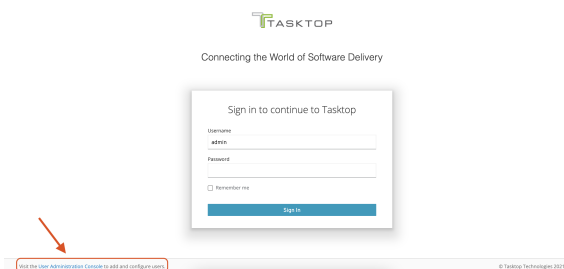 TASKTOP
Connecting the World of Software Delivery
Sign in to continue to Tasktop
Username
admin
Password
Remember me
Sign In
Visit the User Administration Console to add and configure users.
© Tasktop Technologies 2021